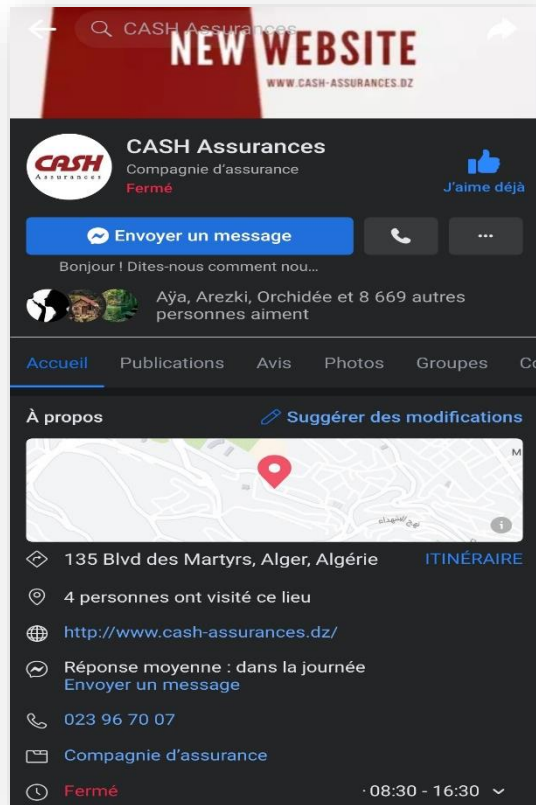 CASH Assurances
NEW WEBSITE
WWW.CASH-ASSURANCES.DZ
CASH
Assurances
CASH Assurances
Compagnie d'assurance
Fermé
J'aime déjà
Envoyer un message
...
Bonjour ! Dites-nous comment nou...
Aÿa, Arezki, Orchidée et 8 669 autres
personnes aiment
Accueil Publications Avis Photos Groupes Co
À propos
Suggérer des modifications
M
نهج الشهداء
135 Blvd des Martyrs, Alger, Algérie
ITINÉRAIRE
4 personnes ont visité ce lieu
http://www.cash-assurances.dz/
Réponse moyenne : dans la journée
Envoyer un message
023 96 70 07
Compagnie d'assurance
Fermé · 08:30 - 16:30